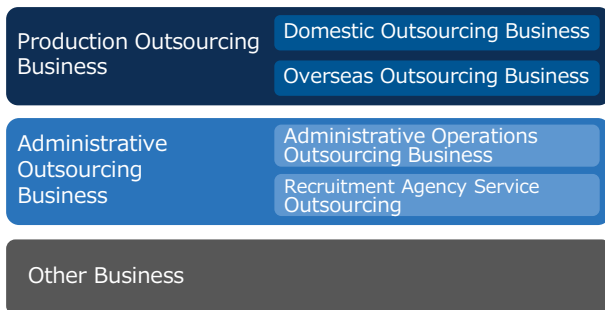 Production Outsourcing
Business
Domestic Outsourcing Business
Overseas Outsourcing Business
Administrative
Outsourcing
Business
Administrative Operations
Outsourcing Business
Recruitment Agency Service
Outsourcing
Other Business